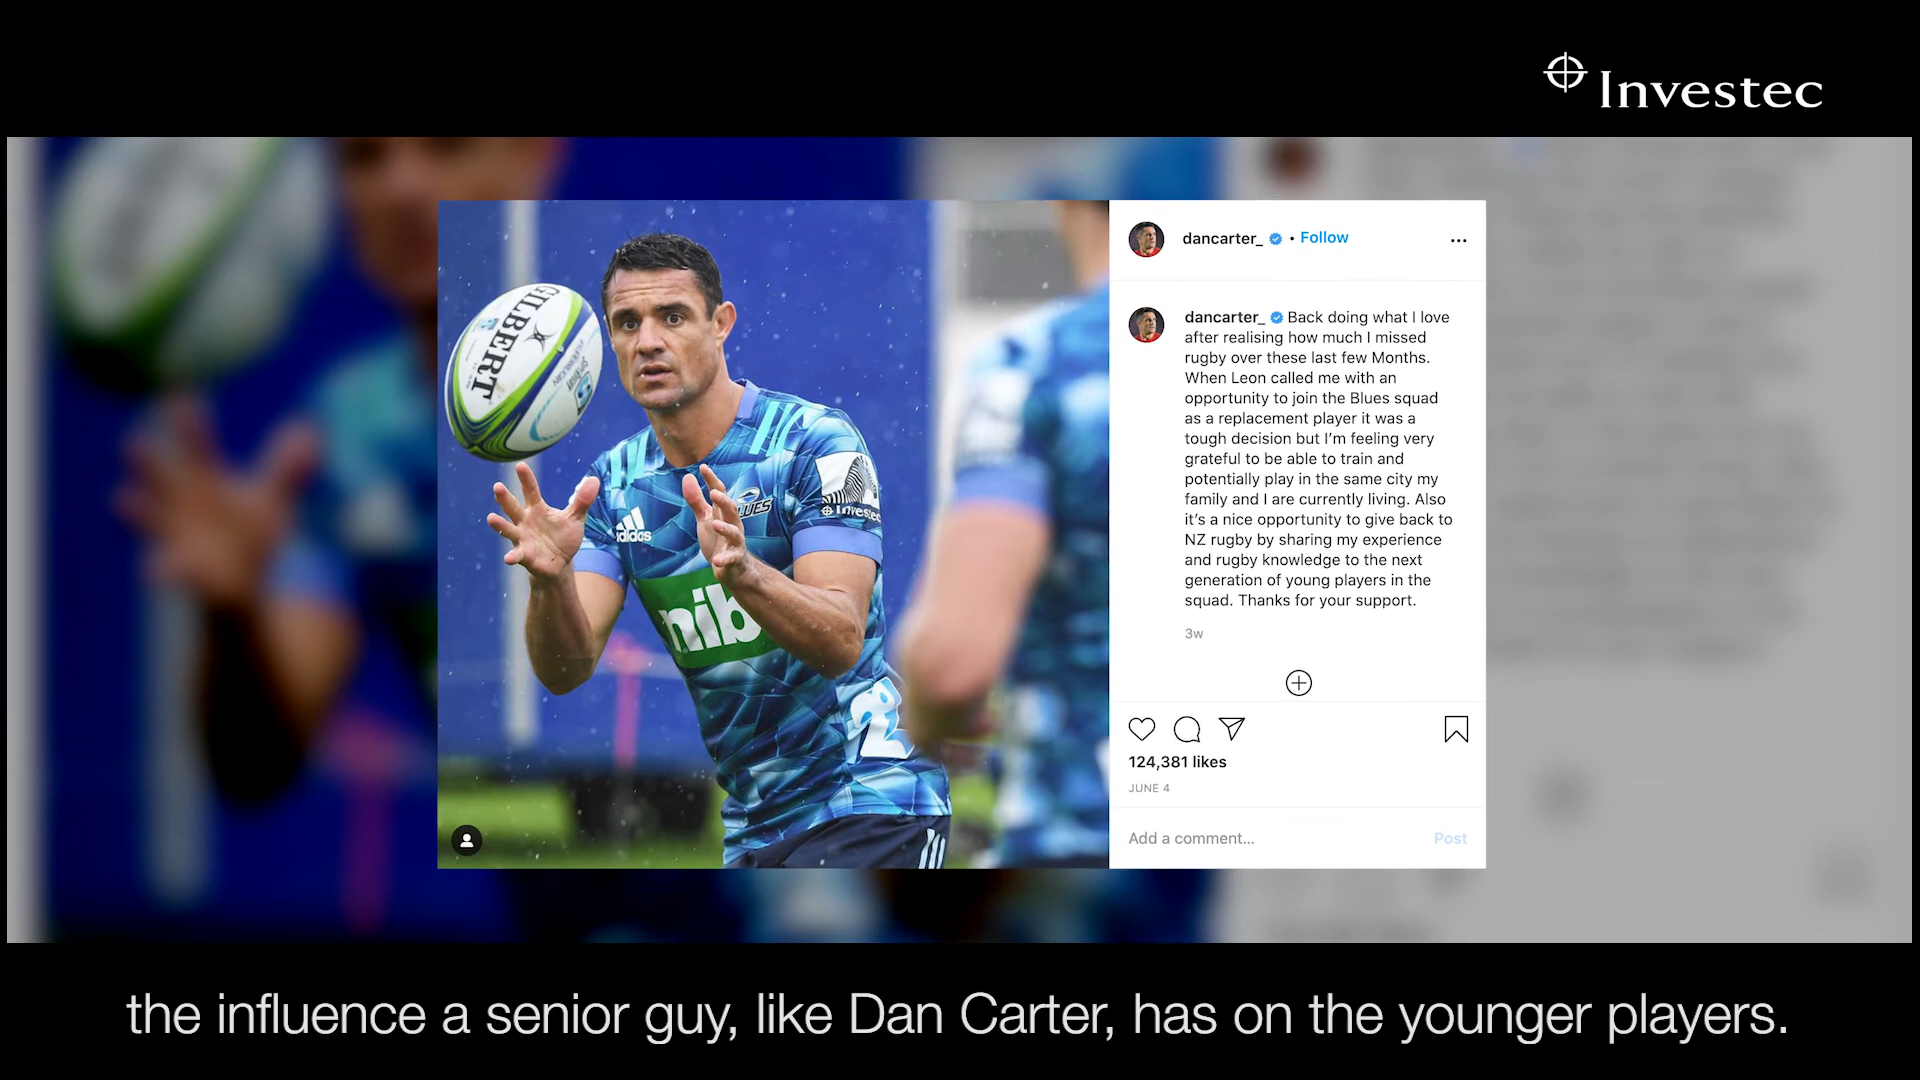 Investec
GILBERT
SUPER RUGBY
adidas
BLUES
Investec
nib
dancarter_ • Follow
dancarter_ Back doing what I love
after realising how much I missed
rugby over these last few Months.
When Leon called me with an
opportunity to join the Blues squad
as a replacement player it was a
tough decision but I'm feeling very
grateful to be able to train and
potentially play in the same city my
family and I are currently living. Also
it's a nice opportunity to give back to
NZ rugby by sharing my experience
and rugby knowledge to the next
generation of young players in the
squad. Thanks for your support.
3w
124,381 likes
JUNE 4
Add a comment...
Post
the influence a senior guy, like Dan Carter, has on the younger players.